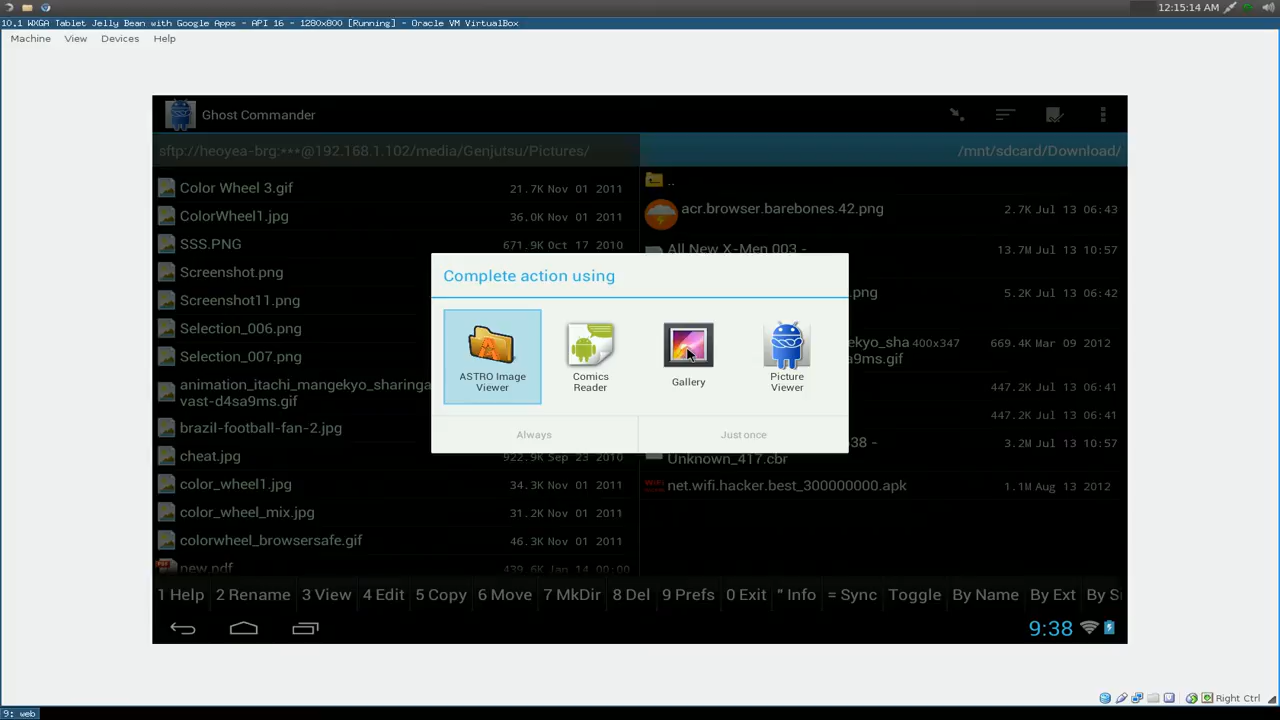 12:15:14 AM
10,1 WXGA Tablet Jelly Bean with Google Apps - API 16 - 1280x800 [Running] - Oracle VM VirtualBox
Machine View Devices Help
Ghost Commander
sftp://heoyea-brg:***@192.168.1.102/media/Genjutsu/Pictures/
/mnt/sdcard/Download/
Color Wheel 3.gif 21.7K Nov 01 2011
ColorWheel1.jpg 36.0K Nov 01 2011
SSS.PNG 671.9K Oct 17 2010
Screenshot.png
Screenshot11.png
Selection_006.png
Selection_007.png
animation_itachi_mangekyo_sharinga
vast-d4sa9ms.gif
brazil-football-fan-2.jpg
cheat.jpg 922.9K Sep 23 2010
color_wheel1.jpg 34.3K Nov 01 2011
color_wheel_mix.jpg 31.2K Nov 01 2011
colorwheel_browsersafe.gif 46.3K Nov 01 2011
new.pdf 439.6K Jan 14 00:00
..
acr.browser.barebones.42.png 2.7K Jul 13 06:43
All New X-Men 003 - 13.7M Jul 13 10:57
.png 5.2K Jul 13 06:42
ekyo_sha 400x347 669.4K Mar 09 2012
a9ms.gif
447.2K Jul 13 06:41
447.2K Jul 13 06:41
38 - 3.2M Jul 13 10:57
Unknown_417.cbr
net.wifi.hacker.best_300000000.apk 1.1M Aug 13 2012
Complete action using
ASTRO Image
Viewer
Comics
Reader
Gallery
Picture
Viewer
Always
Just once
1 Help 2 Rename 3 View 4 Edit 5 Copy 6 Move 7 MkDir 8 Del 9 Prefs 0 Exit " Info = Sync Toggle By Name By Ext By S
9:38
Right Ctrl
9: web